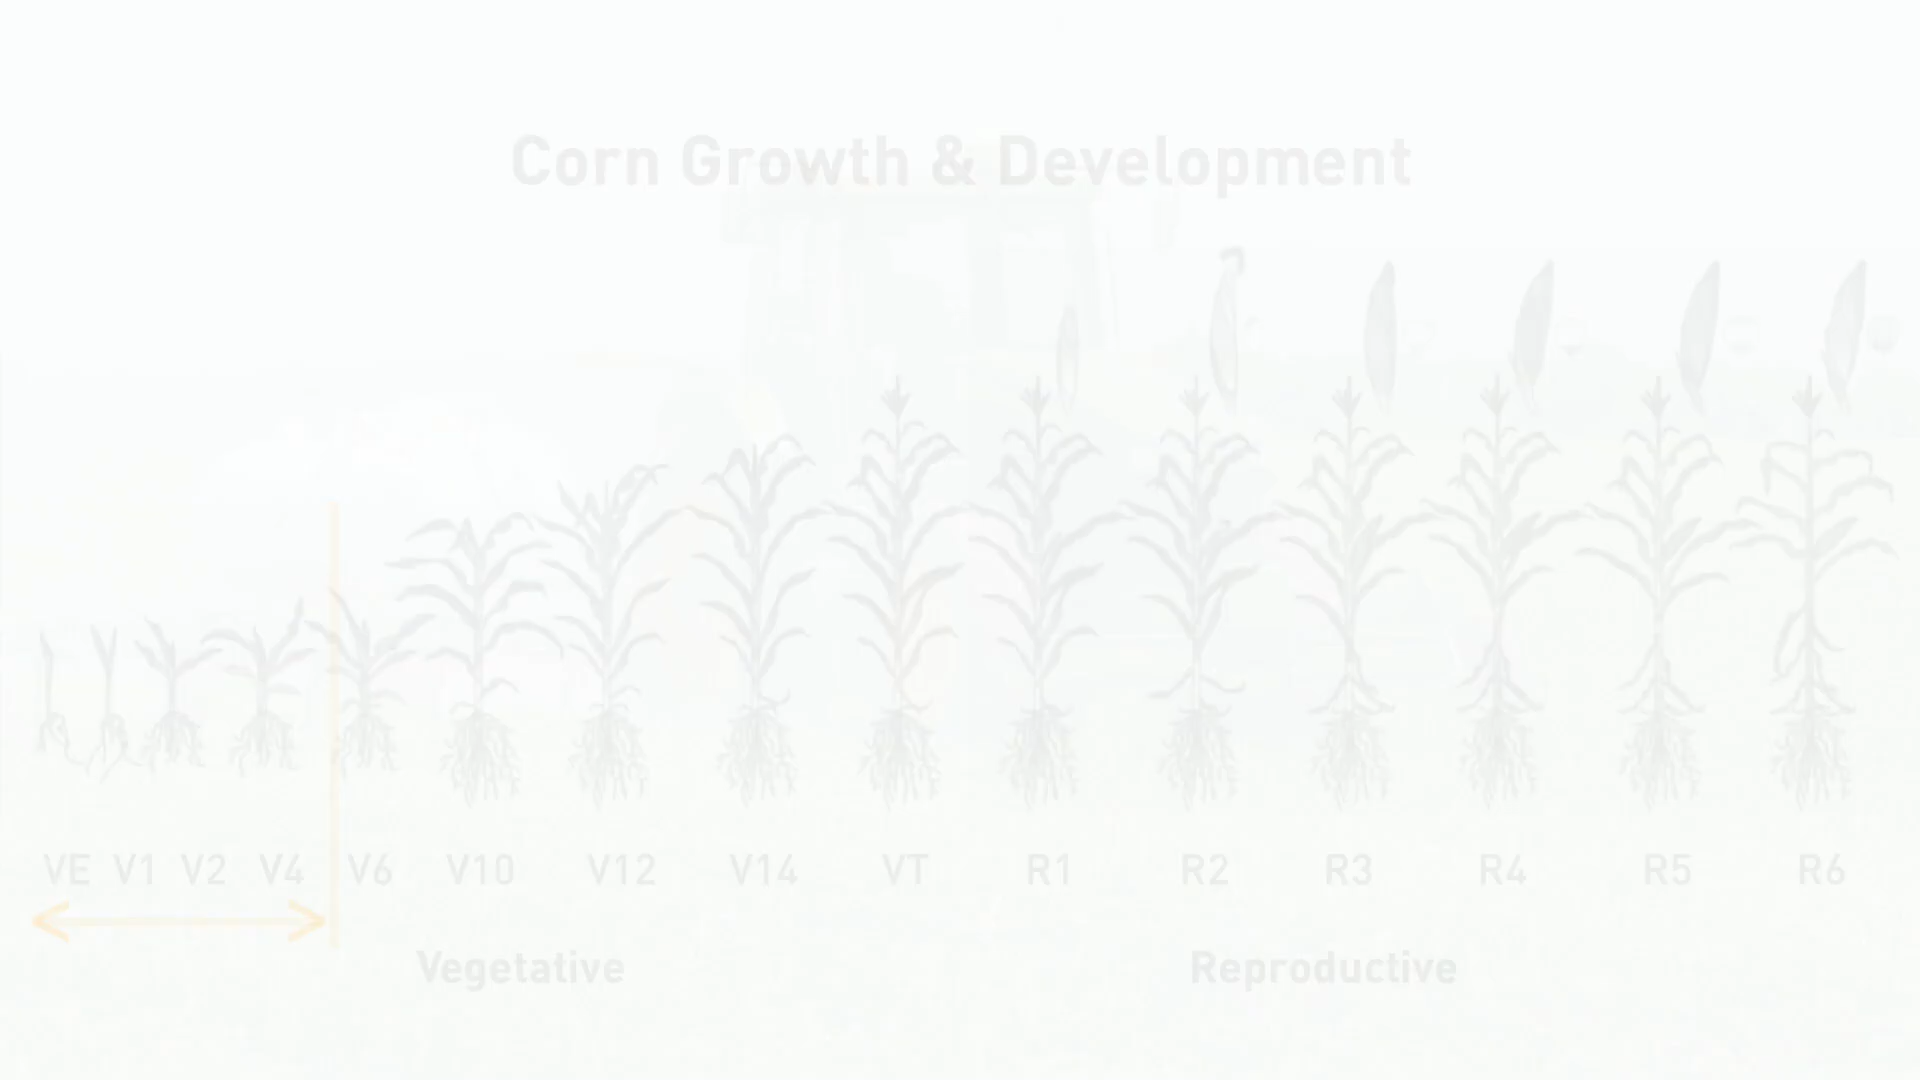 Corn Growth & Development
VE V1 V2 V4 V6 V10 V12 V14 VT R1 R2 R3 R4 R5 R6
Vegetative Reproductive